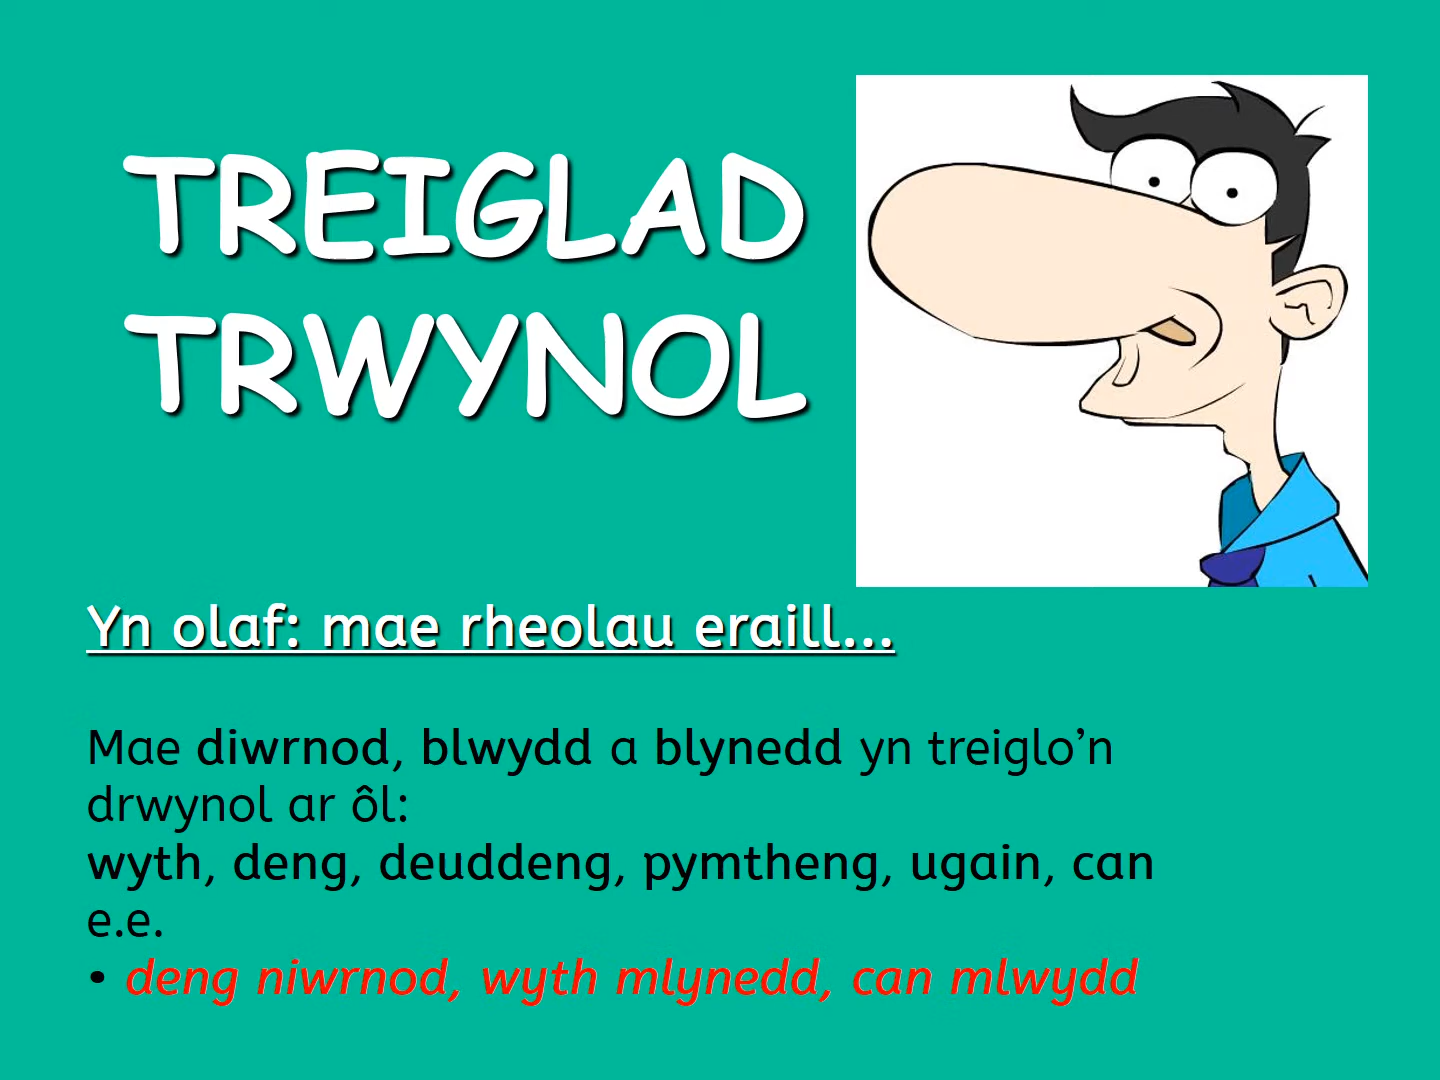 TREIGLAD
TRWYNOL
Yn olaf: mae rheolau eraill...
Mae diwrnod, blwydd a blynedd yn treiglo’n
drwynol ar ôl:
wyth, deng, deuddeng, pymtheng, ugain, can
e.e.
• deng niwrnod, wyth mlynedd, can mlwydd